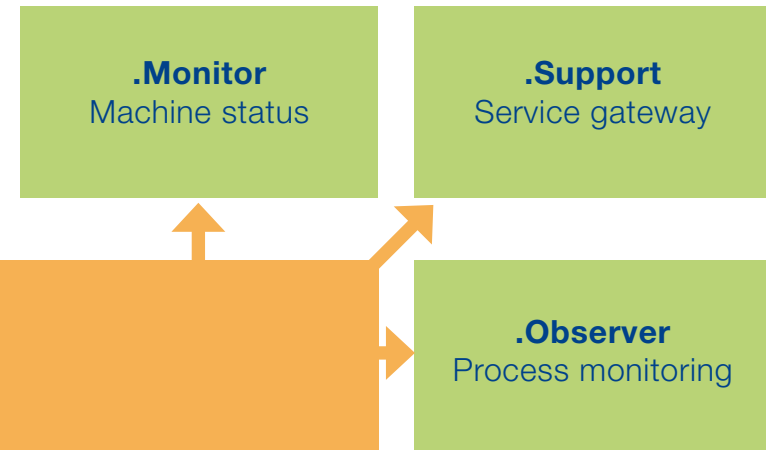 .Monitor
Machine status
.Support
Service gateway
.Observer
Process monitoring